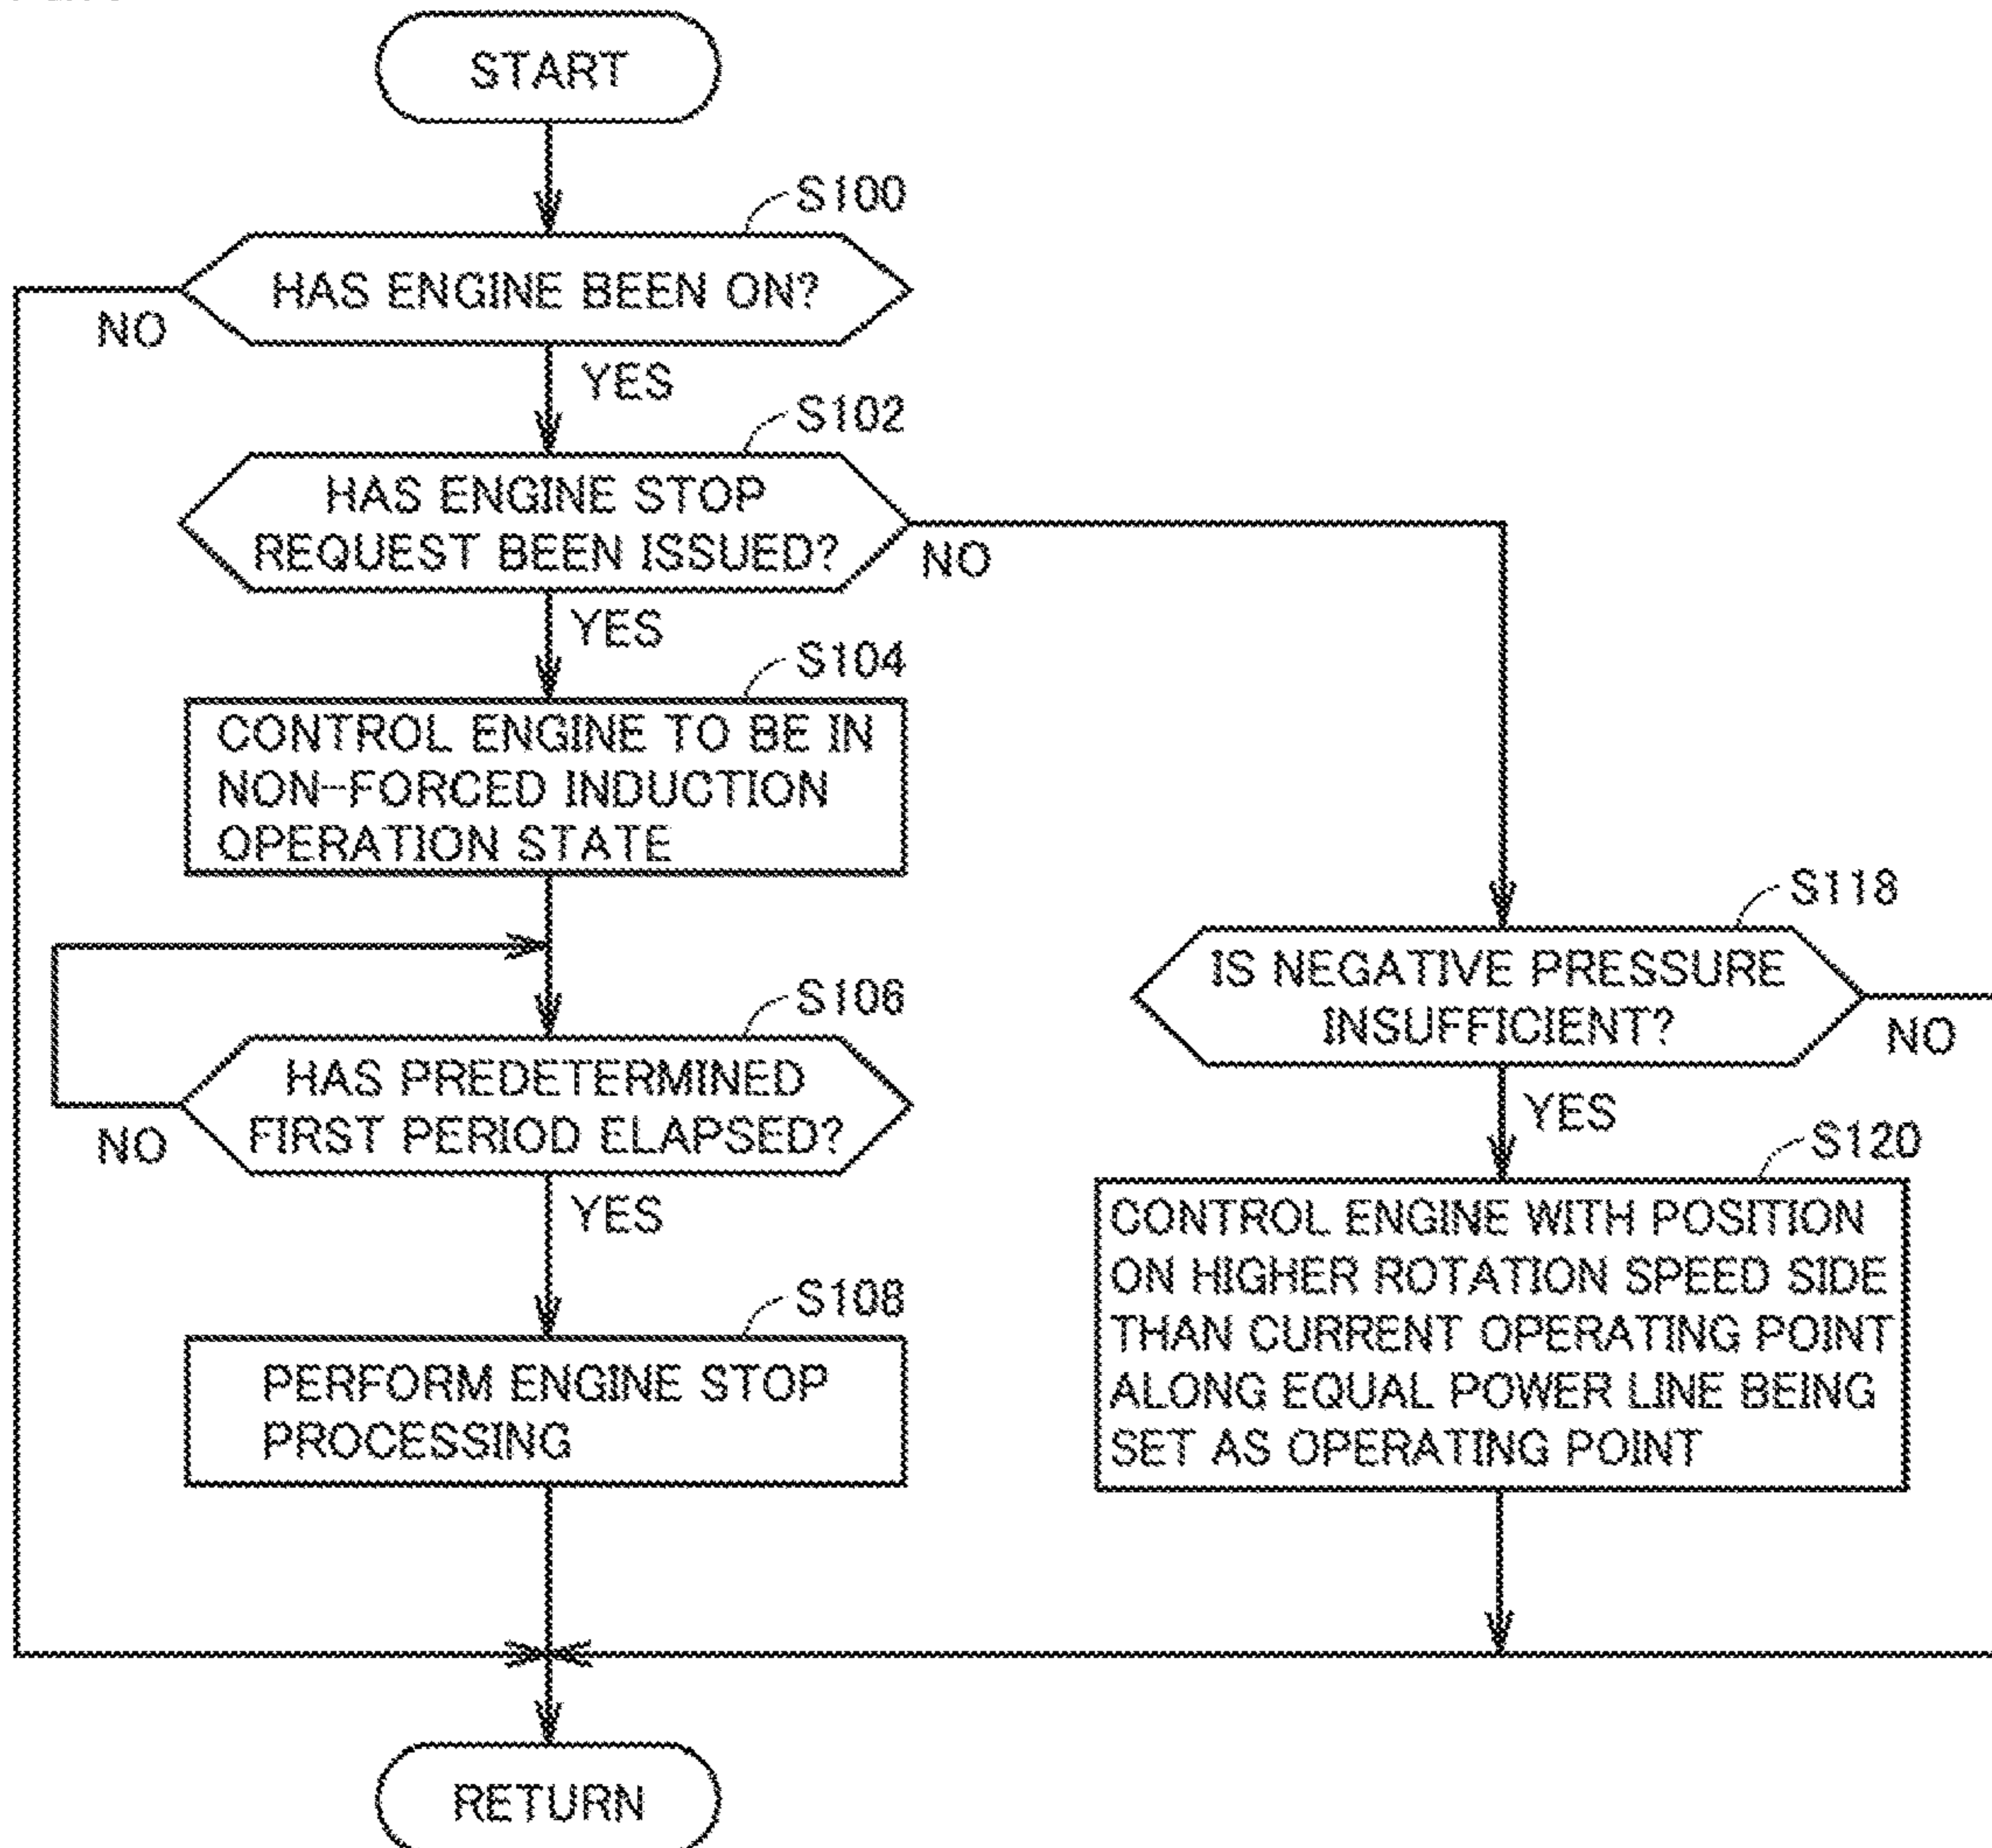 START
S100
HAS ENGINE BEEN ON?
NO
YES
S102
HAS ENGINE STOP
REQUEST BEEN ISSUED?
NO
YES
S104
CONTROL ENGINE TO BE IN
NON-FORCED INDUCTION
OPERATION STATE
S106
HAS PREDETERMINED
FIRST PERIOD ELAPSED?
NO
YES
S108
PERFORM ENGINE STOP
PROCESSING
S118
IS NEGATIVE PRESSURE
INSUFFICIENT?
NO
YES
S120
CONTROL ENGINE WITH POSITION
ON HIGHER ROTATION SPEED SIDE
THAN CURRENT OPERATING POINT
ALONG EQUAL POWER LINE BEING
SET AS OPERATING POINT
RETURN